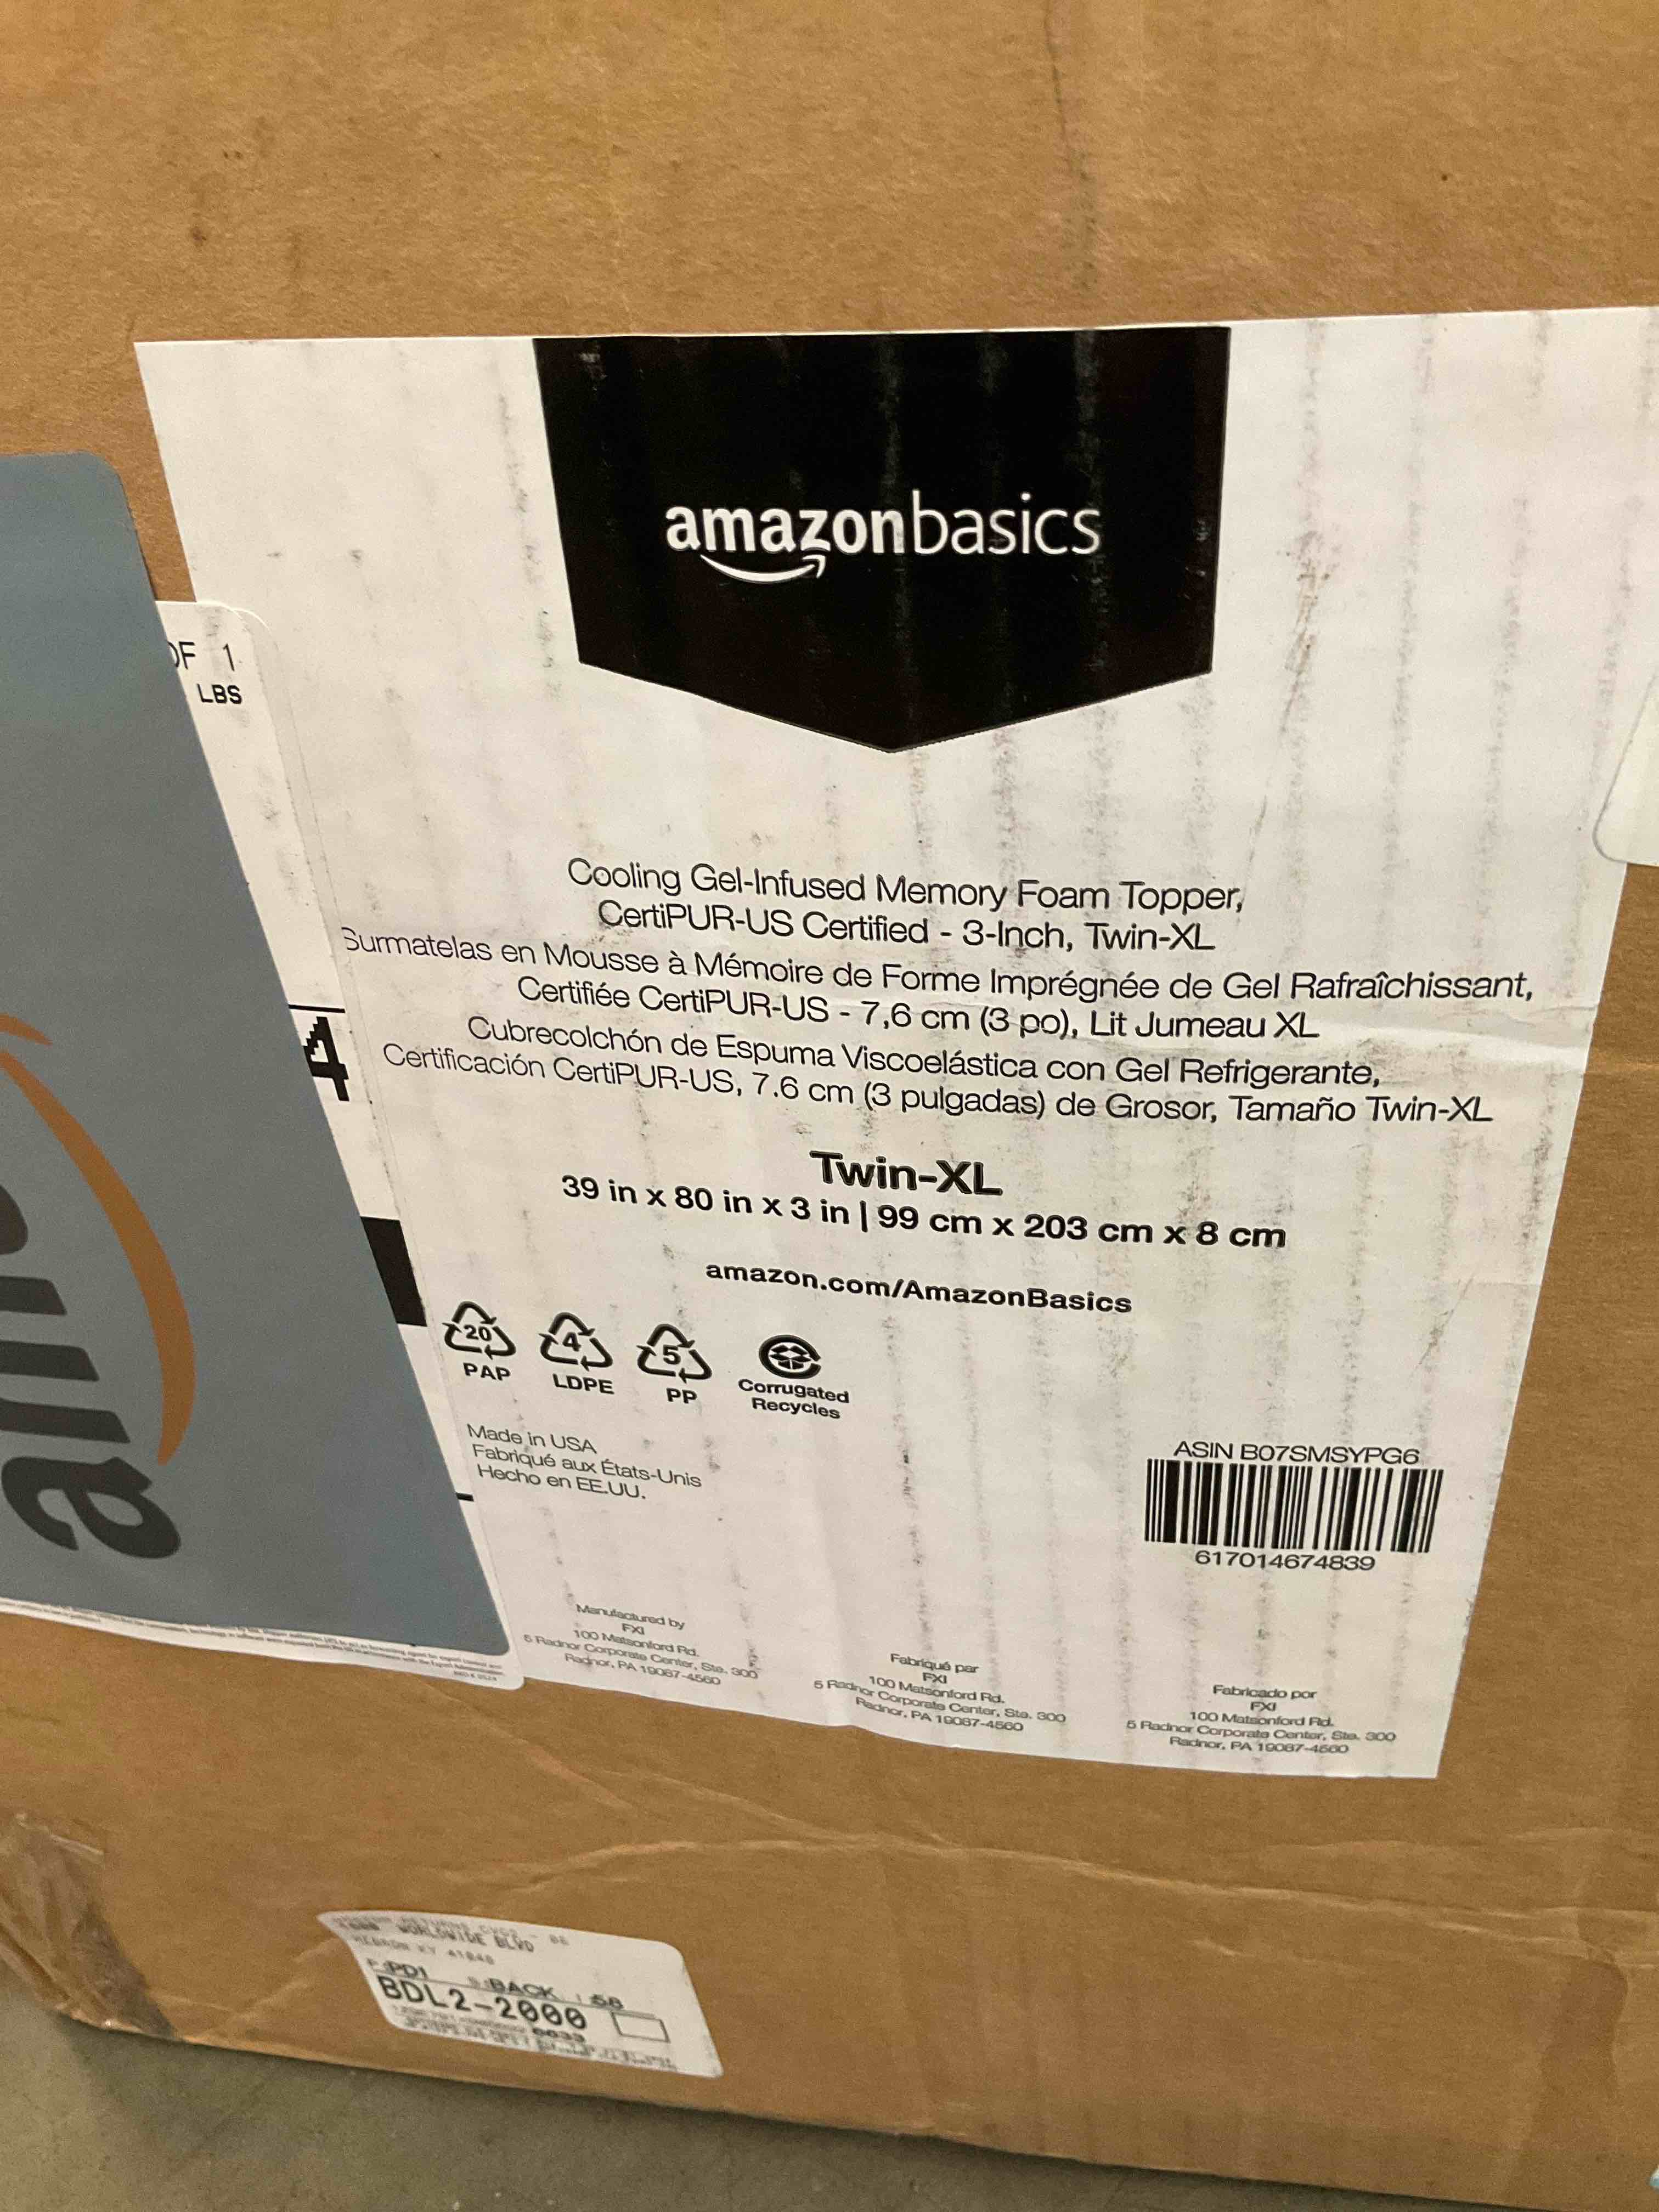 amazonbasics
OF 1
LBS
Cooling Gel-Infused Memory Foam Topper,
CertiPUR-US Certified - 3-Inch, Twin-XL
Surmatelas en Mousse à Mémoire de Forme Imprégnée de Gel Rafraîchissant,
Certifiée CertiPUR-US - 7,6 cm (3 po), Lit Jumeau XL
Cubrecolchón de Espuma Viscoelástica con Gel Refrigerante,
Certificación CertiPUR-US, 7.6 cm (3 pulgadas) de Grosor, Tamaño Twin-XL
4
Twin-XL
39 in x 80 in x 3 in | 99 cm x 203 cm x 8 cm
amazon.com/AmazonBasics
20 4 5
PAP LDPE PP Corrugated
Recycles
Made in USA
Fabriqué aux États-Unis
Hecho en EE.UU.
ASIN B07SMSYPG6
617014674839
Manufactured by
FXI
100 Matsonford Rd.
5 Radnor Corporate Center, Ste. 300
Radnor, PA 19087-4560
Fabriqué par
FXI
100 Matsonford Rd.
5 Radnor Corporate Center, Ste. 300
Radnor, PA 19087-4560
Fabricado por
FXI
100 Matsonford Rd.
5 Radnor Corporate Center, Ste. 300
Radnor, PA 19087-4560
WORLDWIDE BLVD
HEBRON KY 41048
PD1 BACK 58
BDL2-2000
0033